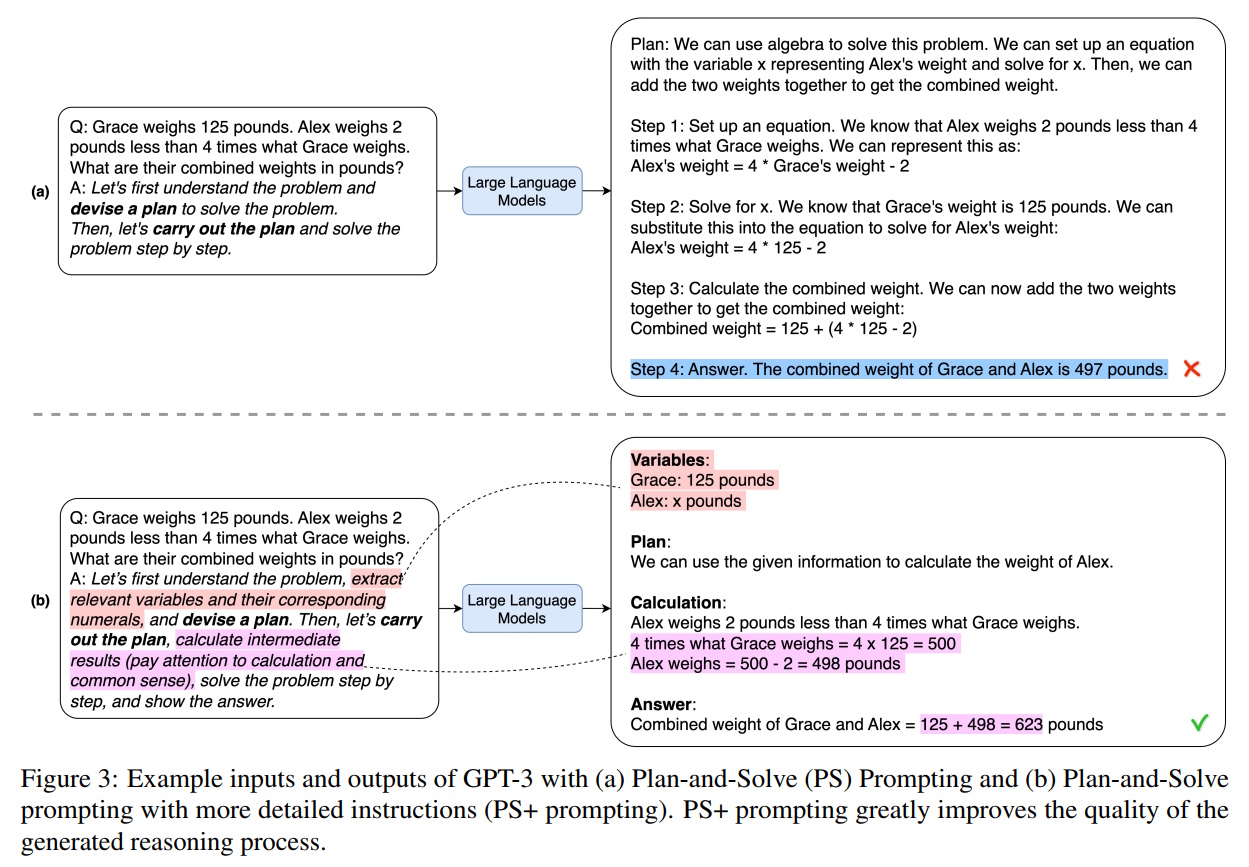 (a)
Q: Grace weighs 125 pounds. Alex weighs 2
pounds less than 4 times what Grace weighs.
What are their combined weights in pounds?
A: Let's first understand the problem and
devise a plan to solve the problem.
Then, let's carry out the plan and solve the
problem step by step.
Large Language
Models
Plan: We can use algebra to solve this problem. We can set up an equation
with the variable x representing Alex's weight and solve for x. Then, we can
add the two weights together to get the combined weight.
Step 1: Set up an equation. We know that Alex weighs 2 pounds less than 4
times what Grace weighs. We can represent this as:
Alex's weight = 4 * Grace's weight - 2
Step 2: Solve for x. We know that Grace's weight is 125 pounds. We can
substitute this into the equation to solve for Alex's weight:
Alex's weight = 4 * 125 - 2
Step 3: Calculate the combined weight. We can now add the two weights
together to get the combined weight:
Combined weight = 125 + (4 * 125 - 2)
Step 4: Answer. The combined weight of Grace and Alex is 497 pounds.
(b)
Q: Grace weighs 125 pounds. Alex weighs 2
pounds less than 4 times what Grace weighs.
What are their combined weights in pounds?
A: Let's first understand the problem, extract
relevant variables and their corresponding
numerals, and devise a plan. Then, let's carry
out the plan, calculate intermediate
results (pay attention to calculation and
common sense), solve the problem step by
step, and show the answer.
Large Language
Models
Variables:
Grace: 125 pounds
Alex: x pounds
Plan:
We can use the given information to calculate the weight of Alex.
Calculation:
Alex weighs 2 pounds less than 4 times what Grace weighs.
4 times what Grace weighs = 4 x 125 = 500
Alex weighs = 500 - 2 = 498 pounds
Answer:
Combined weight of Grace and Alex = 125 + 498 = 623 pounds
Figure 3: Example inputs and outputs of GPT-3 with (a) Plan-and-Solve (PS) Prompting and (b) Plan-and-Solve
prompting with more detailed instructions (PS+ prompting). PS+ prompting greatly improves the quality of the
generated reasoning process.